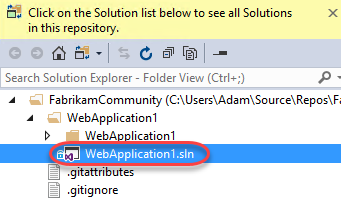 Click on the Solution list below to see all Solutions
in this repository.
Search Solution Explorer - Folder View (Ctrl+;)
FabrikamCommunity (C:\Users\Adam\Source\Repos\Fa
WebApplication1
WebApplication1
WebApplication1.sln
.gitattributes
.gitignore